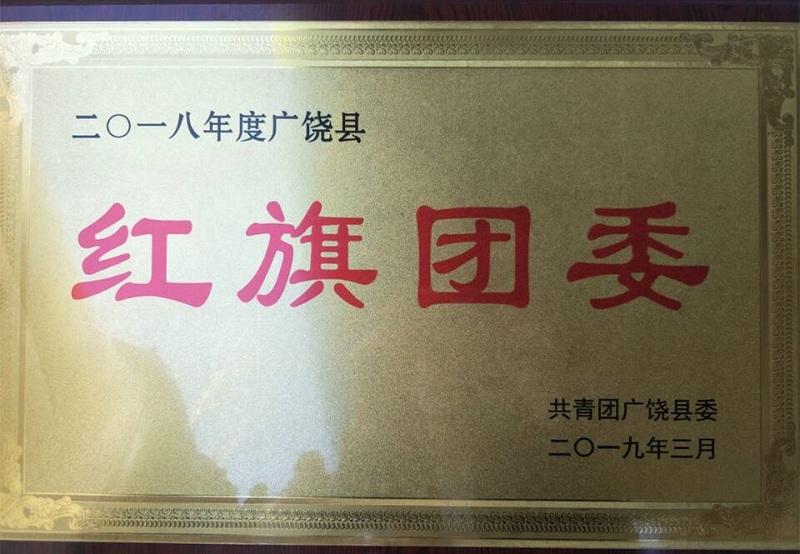 二〇一八年度广饶县
红旗团委
共青团广饶县委
二〇一九年三月